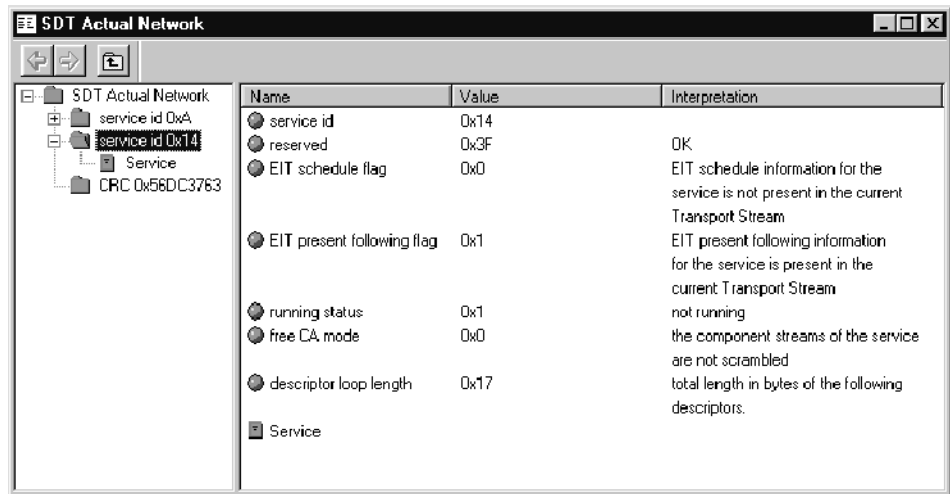 SDT Actual Network
SDT Actual Network
service id 0xA
service id 0x14
Service
CRC 0x56DC3763
Name Value Interpretation
service id 0x14
reserved 0x3F OK
EIT schedule flag 0x0 EIT schedule information for the
service is not present in the current
Transport Stream
EIT present following flag 0x1 EIT present following information
for the service is present in the
current Transport Stream
running status 0x1 not running
free CA mode 0x0 the component streams of the service
are not scrambled
descriptor loop length 0x17 total length in bytes of the following
descriptors.
Service